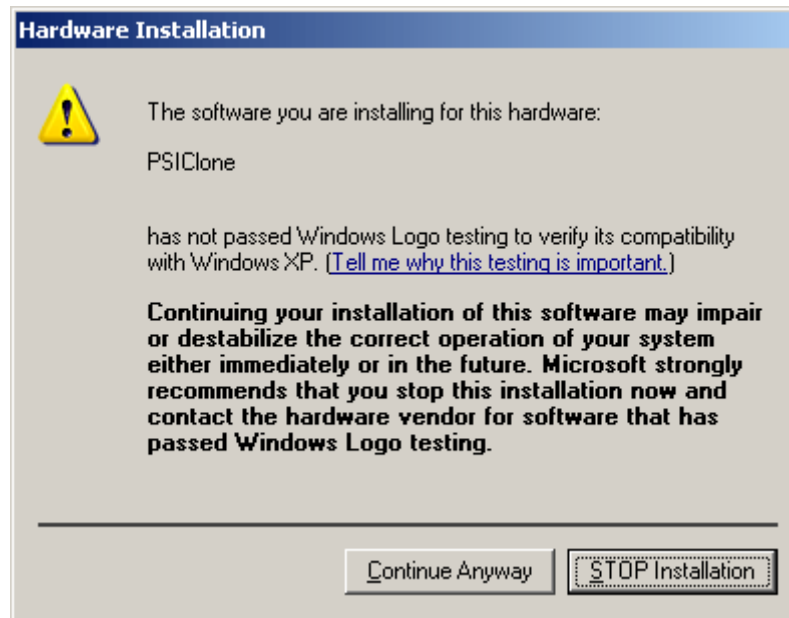 Hardware Installation
The software you are installing for this hardware:
PSIClone
has not passed Windows Logo testing to verify its compatibility
with Windows XP. (Tell me why this testing is important.)
Continuing your installation of this software may impair
or destabilize the correct operation of your system
either immediately or in the future. Microsoft strongly
recommends that you stop this installation now and
contact the hardware vendor for software that has
passed Windows Logo testing.
Continue Anyway
STOP Installation